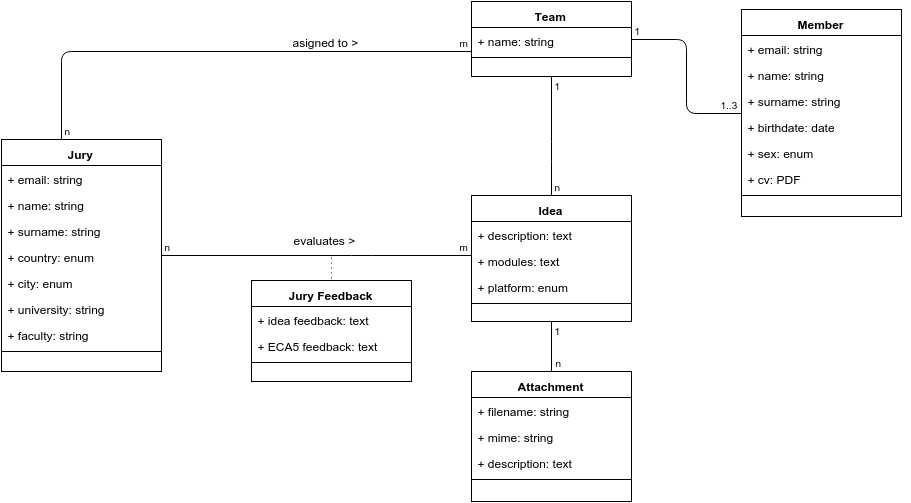 Team
+ name: string
Member
+ email: string
+ name: string
+ surname: string
+ birthdate: date
+ sex: enum
+ cv: PDF
asigned to >
m
1
1..3
1
n
n
Jury
+ email: string
+ name: string
+ surname: string
+ country: enum
+ city: enum
+ university: string
+ faculty: string
n
evaluates >
m
Jury Feedback
+ idea feedback: text
+ ECA5 feedback: text
Idea
+ description: text
+ modules: text
+ platform: enum
1
n
Attachment
+ filename: string
+ mime: string
+ description: text